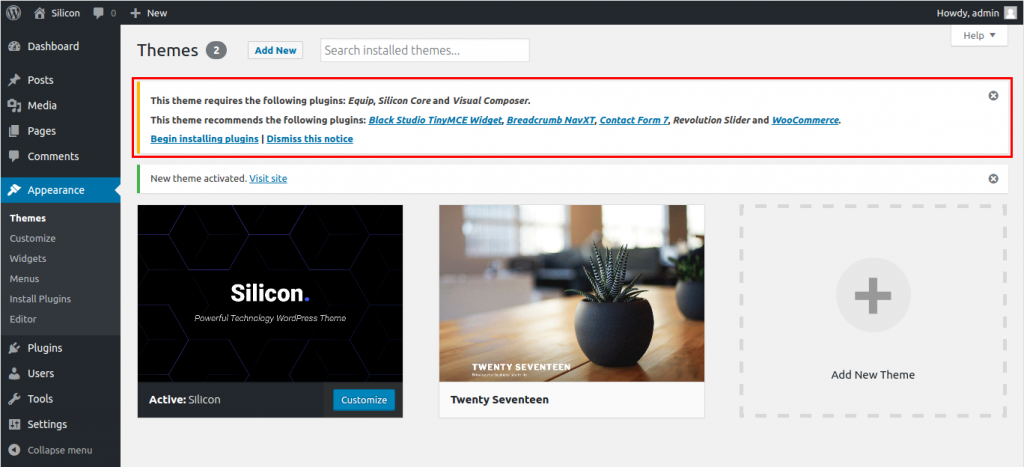 Silicon
0
New
Howdy, admin
Dashboard
Posts
Media
Pages
Comments
Appearance
Themes
Customize
Widgets
Menus
Install Plugins
Editor
Plugins
Users
Tools
Settings
Collapse menu
Themes 2
Add New
Search installed themes...
Help
This theme requires the following plugins: Equip, Silicon Core and Visual Composer.
This theme recommends the following plugins: Black Studio TinyMCE Widget, Breadcrumb NavXT, Contact Form 7, Revolution Slider and WooCommerce.
Begin installing plugins | Dismiss this notice
New theme activated. Visit site
Silicon.
Powerful Technology WordPress Theme
Active: Silicon
Customize
TWENTY SEVENTEEN
Twenty Seventeen
Add New Theme